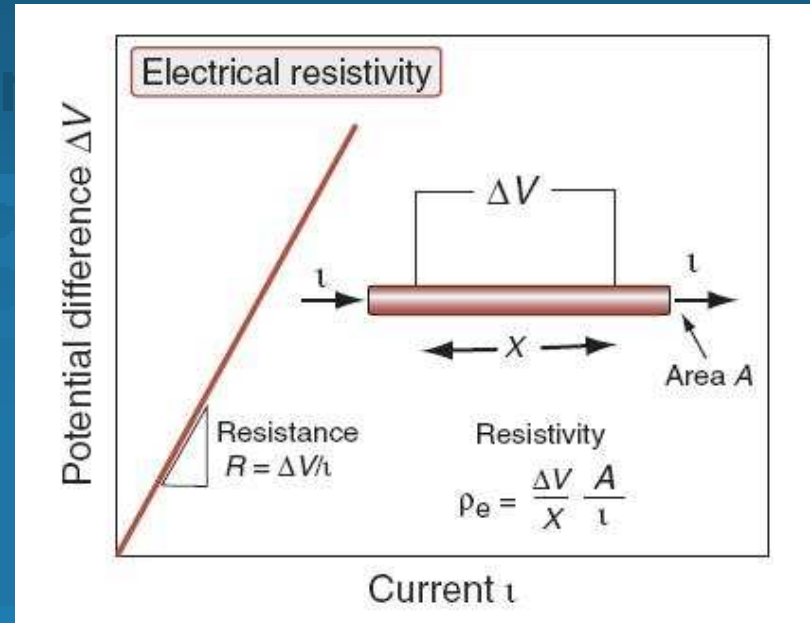 Electrical resistivity
Potential difference ΔV
ΔV
ι
ι
X
Area A
Resistance
R = ΔV/ι
Resistivity
ρe = ΔV/X A/ι
Current ι